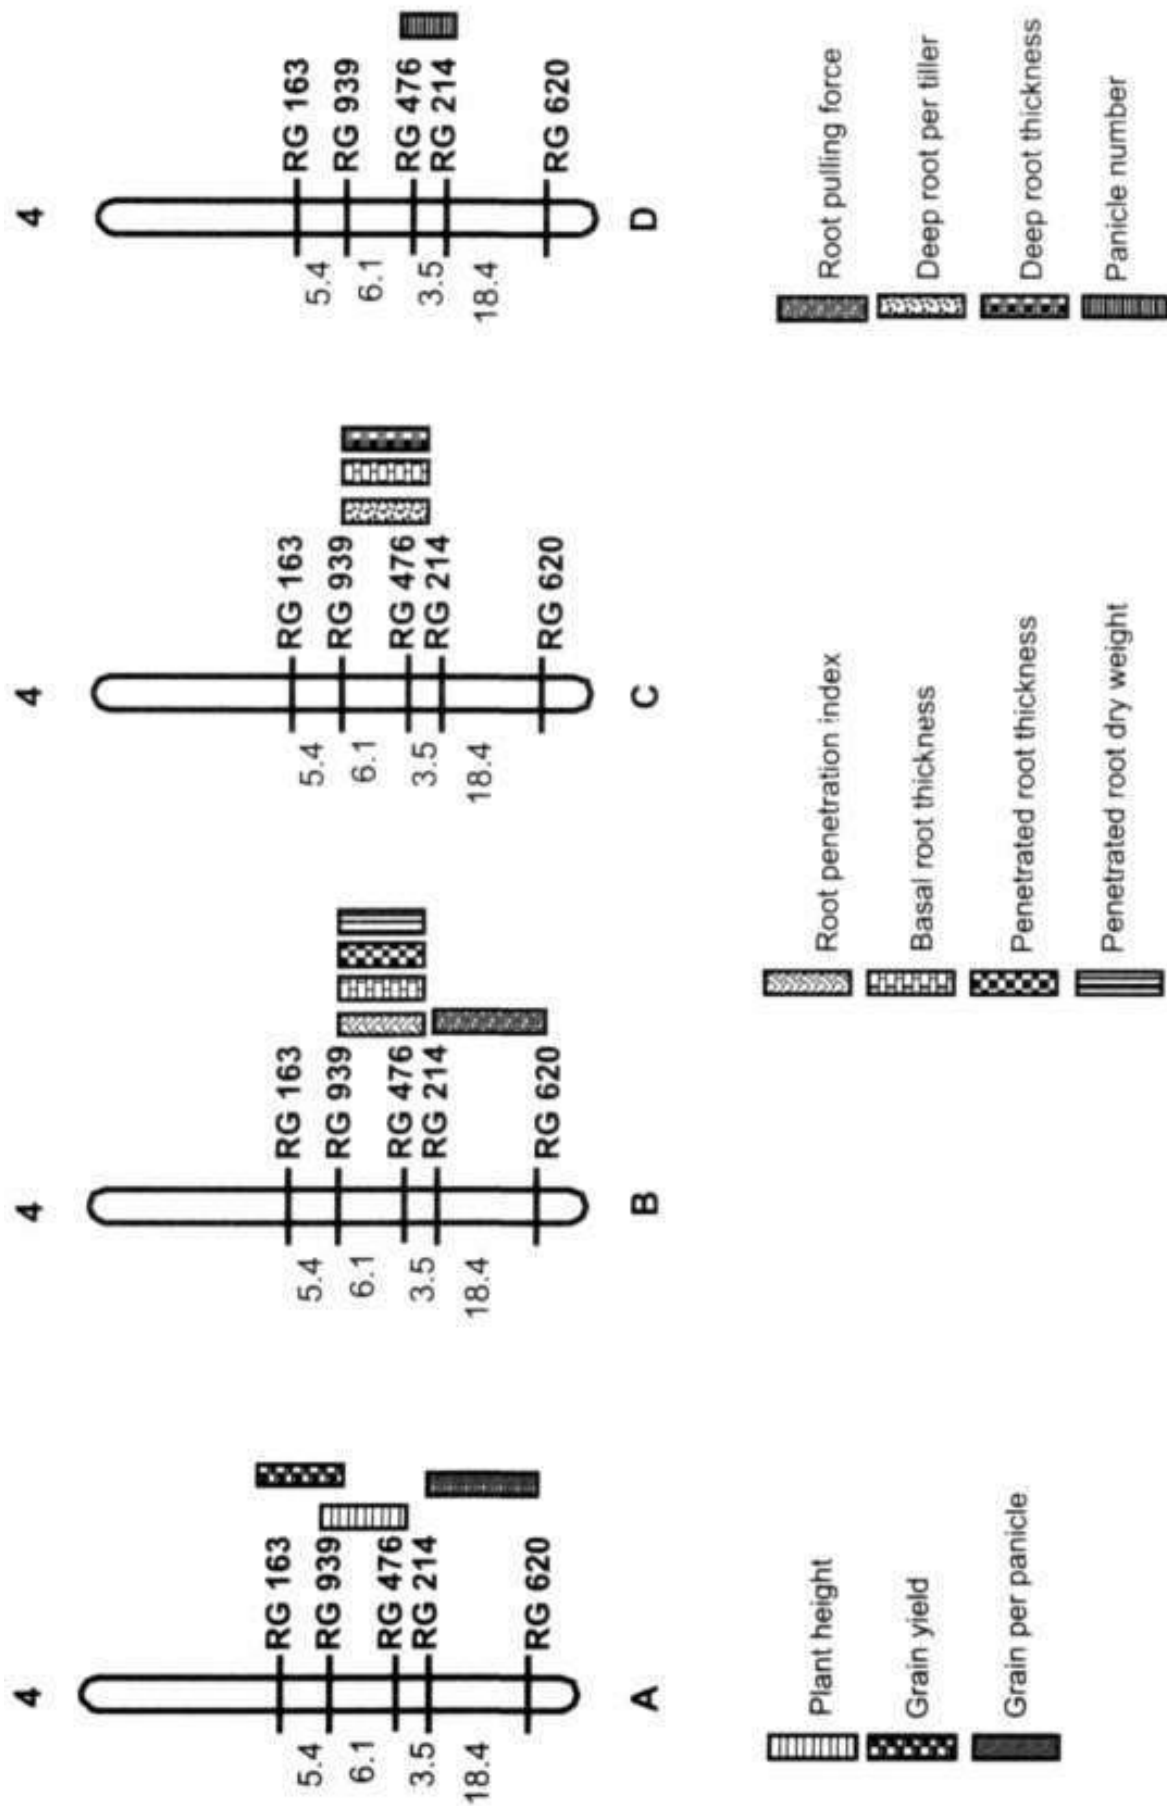 4
RG 163
RG 939
RG 476
RG 214
RG 620
5.4
6.1
3.5
18.4
A
4
RG 163
RG 939
RG 476
RG 214
RG 620
5.4
6.1
3.5
18.4
B
4
RG 163
RG 939
RG 476
RG 214
RG 620
5.4
6.1
3.5
18.4
C
4
RG 163
RG 939
RG 476
RG 214
RG 620
5.4
6.1
3.5
18.4
D
Plant height
Grain yield
Grain per panicle
Root penetration index
Basal root thickness
Penetrated root thickness
Penetrated root dry weight
Root pulling force
Deep root per tiller
Deep root thickness
Panicle number